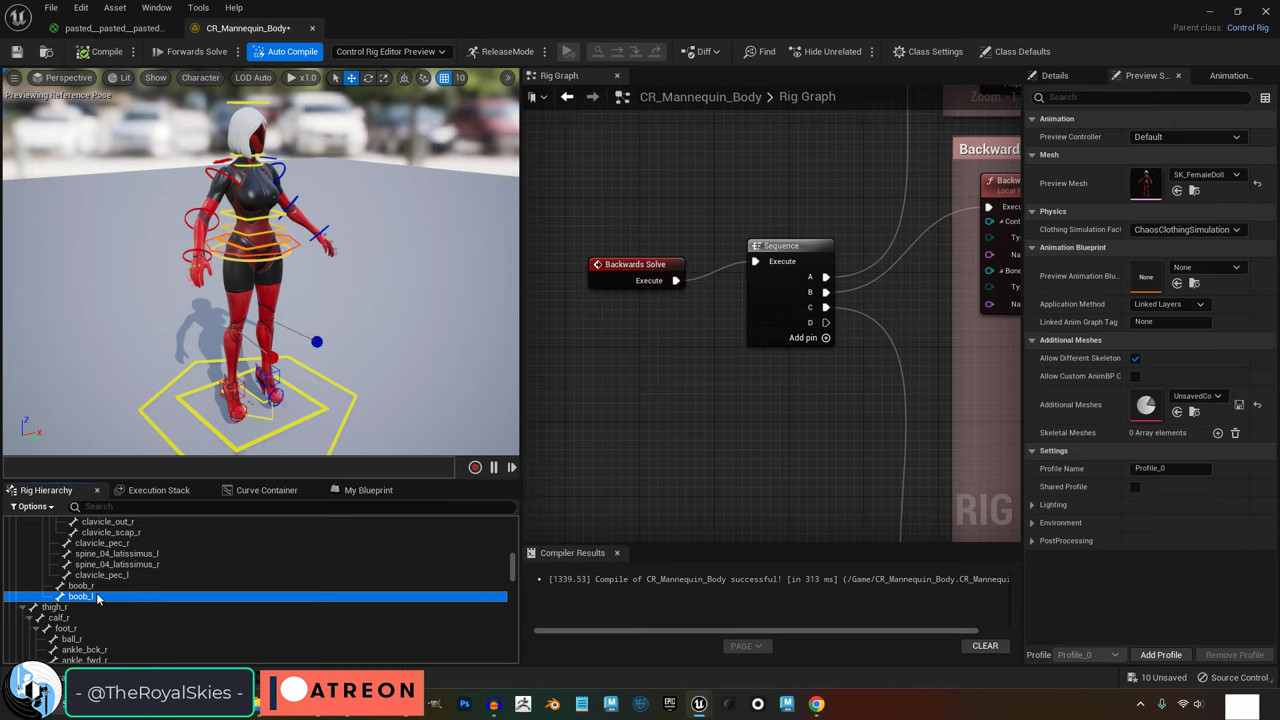 File Edit Asset Window Tools Help
Parent class: Control Rig
pasted__pasted__pasted
CR_Mannequin_Body*
Compile
Forwards Solve
Auto Compile
Control Rig Editor Preview
ReleaseMode
Diff
Find
Hide Unrelated
Class Settings
Class Defaults
Perspective
Lit
Show
Character
LOD Auto
x1.0
10
Previewing Reference Pose
Z
X
Rig Graph
CR_Mannequin_Body > Rig Graph
Zoom -1
Backwards
Backw
Local
Execu
Con
Typ
Na
Bone
Typ
Na
Backwards Solve
Execute
Sequence
Execute
A
B
C
D
Add pin
RIG
Compiler Results
[1339.53] Compile of CR_Mannequin_Body successful! [in 313 ms] (/Game/CR_Mannequin_Body.CR_Mannequi
PAGE
CLEAR
Details
Preview S...
Animation...
Search
Animation
Preview Controller
Default
Mesh
Preview Mesh
SK_FemaleDoll
Physics
Clothing Simulation Fac
ChaosClothingSimulation
Animation Blueprint
Preview Animation Blu...
None
None
Application Method
Linked Layers
Linked Anim Graph Tag
None
Additional Meshes
Allow Different Skeleton
Allow Custom AnimBP C
Additional Meshes
UnsavedCo
Skeletal Meshes
0 Array elements
Settings
Profile Name
Profile_0
Shared Profile
Lighting
Environment
PostProcessing
Profile
Profile_0
Add Profile
Remove Profile
10 Unsaved
Source Control
Rig Hierarchy
Execution Stack
Curve Container
My Blueprint
Options
Search
clavicle_out_r
clavicle_scap_r
clavicle_pec_r
spine_04_latissimus_l
spine_04_latissimus_r
clavicle_pec_l
boob_r
boob_l
thigh_r
calf_r
foot_r
ball_r
ankle_bck_r
ankle_fwd_r
- @TheRoyalSkies -
PATREON